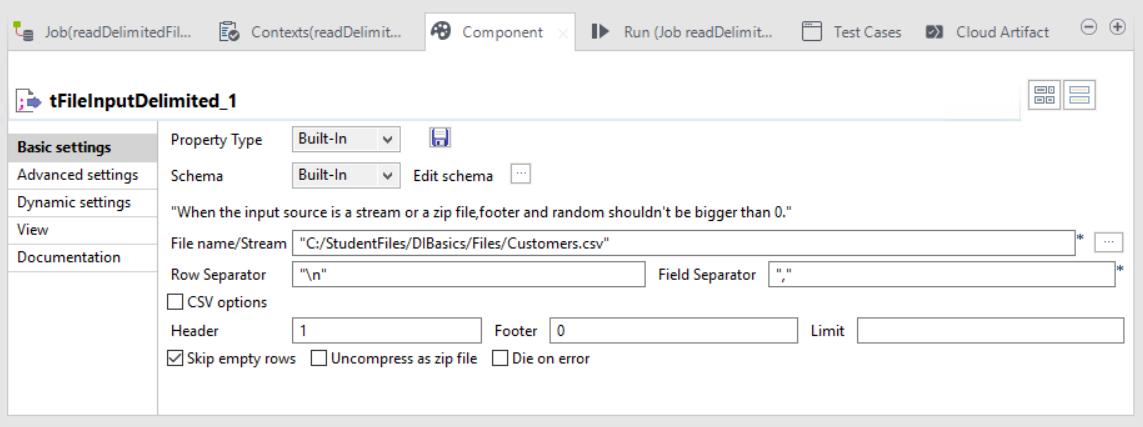 Job(readDelimitedFil... Contexts(readDelimit... Component Run (Job readDelimit... Test Cases Cloud Artifact
tFileInputDelimited_1
Basic settings
Advanced settings
Dynamic settings
View
Documentation
Property Type Built-In
Schema Built-In Edit schema ...
"When the input source is a stream or a zip file,footer and random shouldn't be bigger than 0."
File name/Stream "C:/StudentFiles/DIBasics/Files/Customers.csv" * ...
Row Separator "\n" Field Separator "," *
CSV options
Header 1 Footer 0 Limit
Skip empty rows Uncompress as zip file Die on error